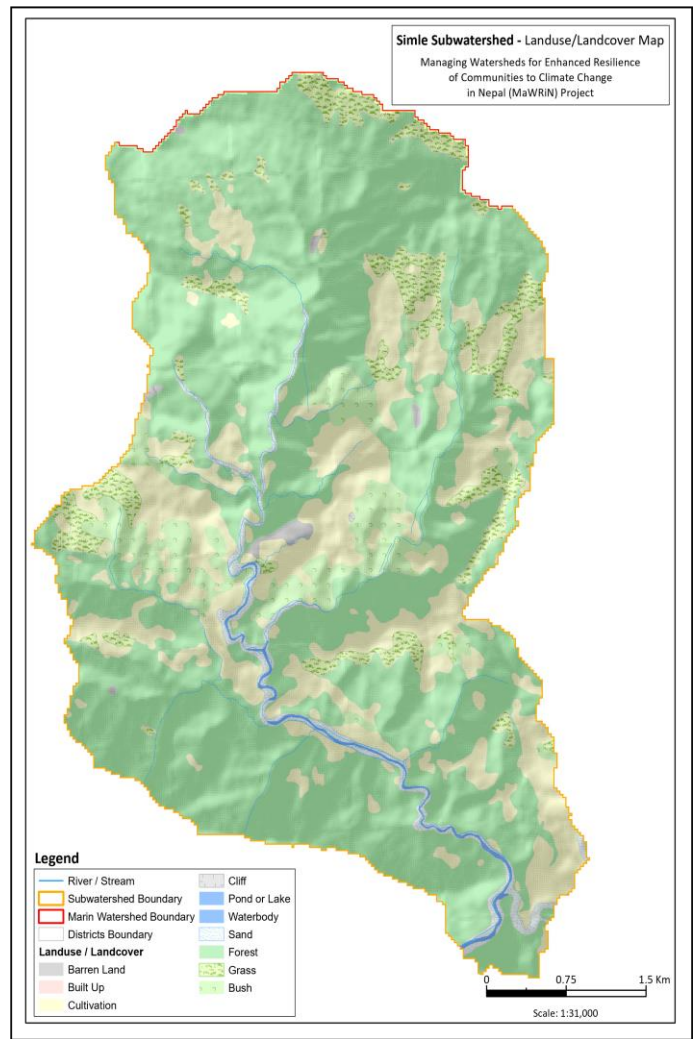 Simle Subwatershed - Landuse/Landcover Map
Managing Watersheds for Enhanced Resilience
of Communities to Climate Change
in Nepal (MaWRiN) Project
Legend
River / Stream
Subwatershed Boundary
Marin Watershed Boundary
Districts Boundary
Landuse / Landcover
Barren Land
Built Up
Cultivation
Cliff
Pond or Lake
Waterbody
Sand
Forest
Grass
Bush
0 0.75 1.5 Km
Scale: 1:31,000